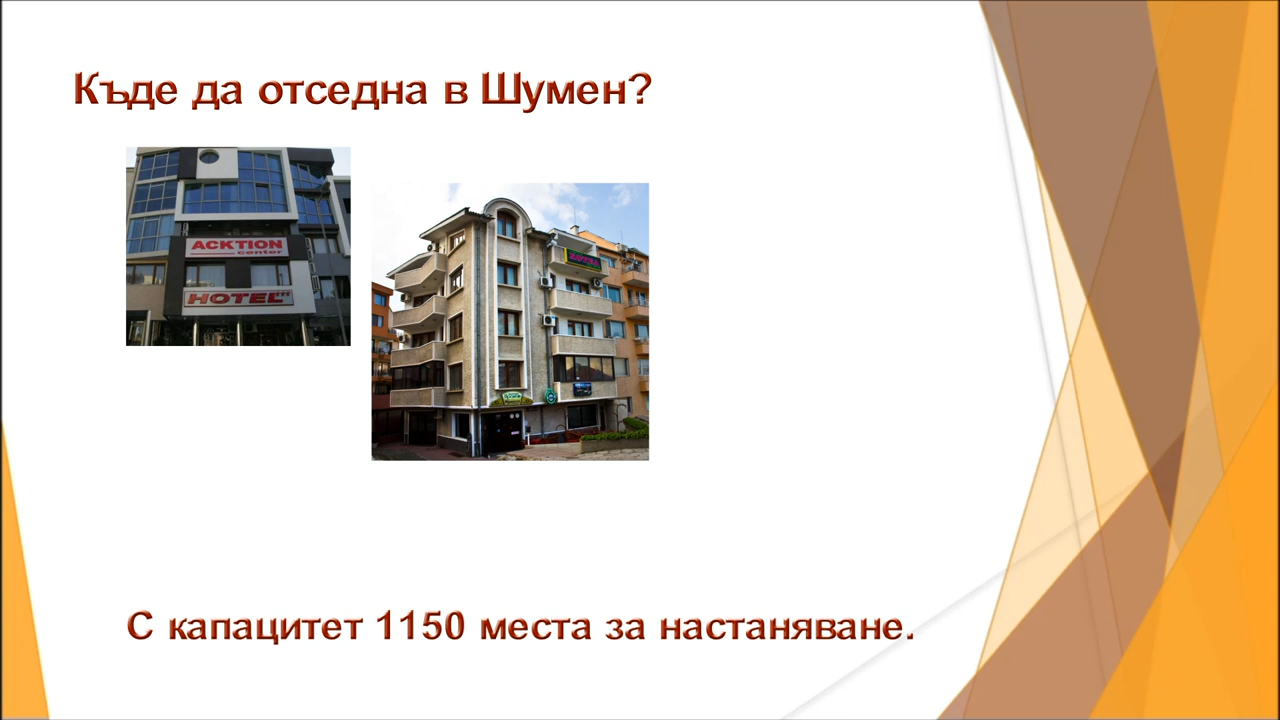 Къде да отседна в Шумен?
ACKTION
center
HOTEL***
С капацитет 1150 места за настаняване.